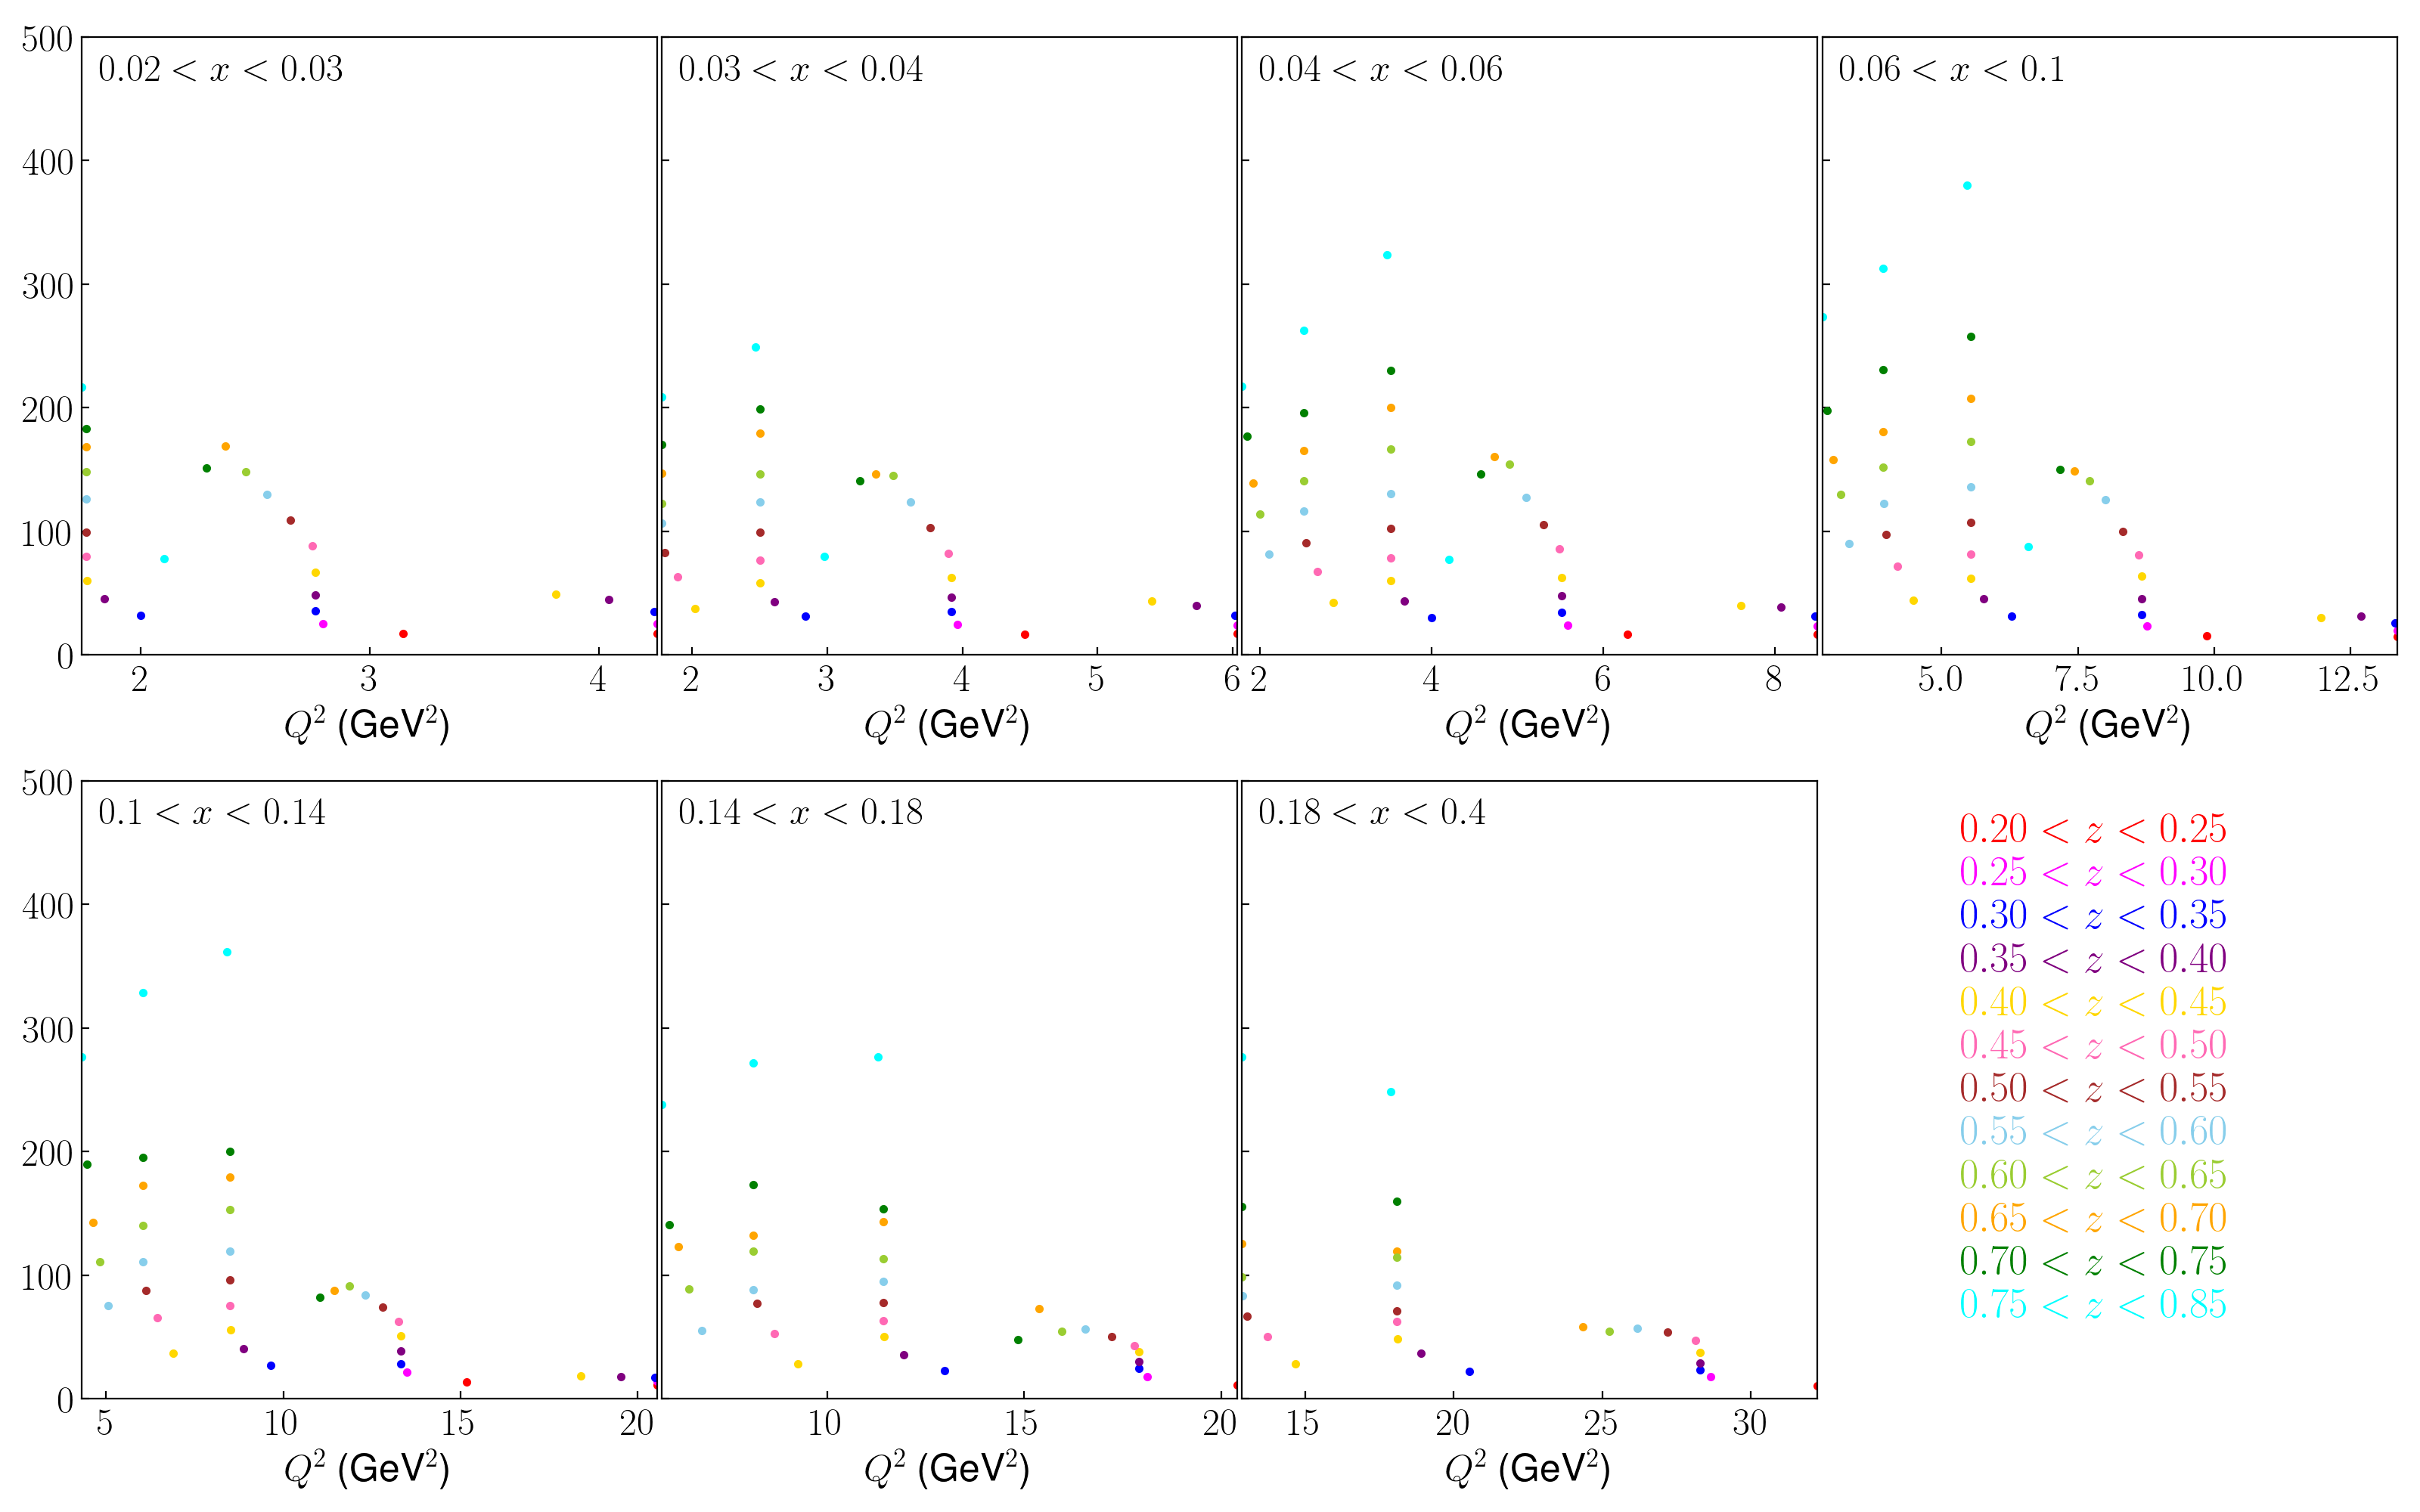 500
400
300
200
100
0
0.02 < x < 0.03
2 3 4
Q² (GeV²)
0.03 < x < 0.04
2 3 4 5 6
Q² (GeV²)
0.04 < x < 0.06
2 4 6 8
Q² (GeV²)
0.06 < x < 0.1
5.0 7.5 10.0 12.5
Q² (GeV²)
500
400
300
200
100
0
0.1 < x < 0.14
5 10 15 20
Q² (GeV²)
0.14 < x < 0.18
10 15 20
Q² (GeV²)
0.18 < x < 0.4
15 20 25 30
Q² (GeV²)
0.20 < z < 0.25
0.25 < z < 0.30
0.30 < z < 0.35
0.35 < z < 0.40
0.40 < z < 0.45
0.45 < z < 0.50
0.50 < z < 0.55
0.55 < z < 0.60
0.60 < z < 0.65
0.65 < z < 0.70
0.70 < z < 0.75
0.75 < z < 0.85